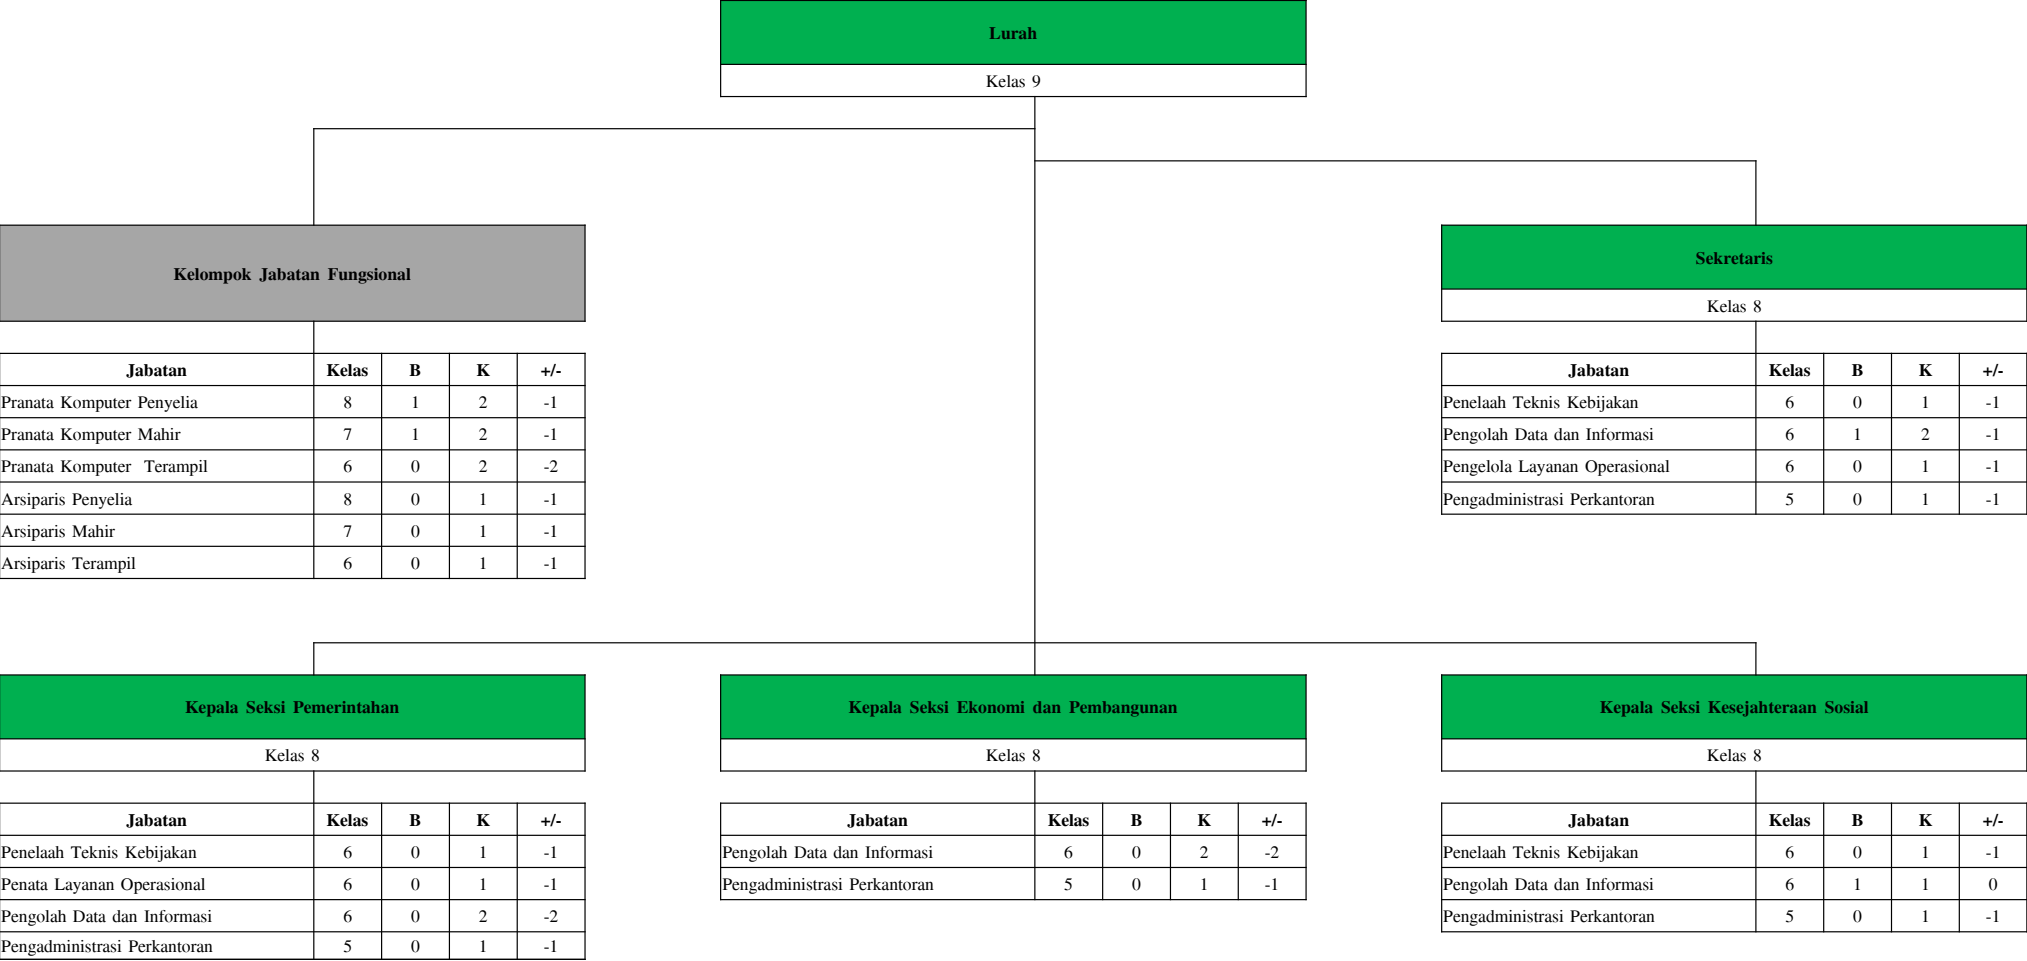 Lurah
Kelas 9
Kelompok Jabatan Fungsional
Jabatan Kelas B K +/-
Pranata Komputer Penyelia 8 1 2 -1
Pranata Komputer Mahir 7 1 2 -1
Pranata Komputer Terampil 6 0 2 -2
Arsiparis Penyelia 8 0 1 -1
Arsiparis Mahir 7 0 1 -1
Arsiparis Terampil 6 0 1 -1
Sekretaris
Kelas 8
Jabatan Kelas B K +/-
Penelaah Teknis Kebijakan 6 0 1 -1
Pengolah Data dan Informasi 6 1 2 -1
Pengelola Layanan Operasional 6 0 1 -1
Pengadministrasi Perkantoran 5 0 1 -1
Kepala Seksi Pemerintahan
Kelas 8
Jabatan Kelas B K +/-
Penelaah Teknis Kebijakan 6 0 1 -1
Penata Layanan Operasional 6 0 1 -1
Pengolah Data dan Informasi 6 0 2 -2
Pengadministrasi Perkantoran 5 0 1 -1
Kepala Seksi Ekonomi dan Pembangunan
Kelas 8
Jabatan Kelas B K +/-
Pengolah Data dan Informasi 6 0 2 -2
Pengadministrasi Perkantoran 5 0 1 -1
Kepala Seksi Kesejahteraan Sosial
Kelas 8
Jabatan Kelas B K +/-
Penelaah Teknis Kebijakan 6 0 1 -1
Pengolah Data dan Informasi 6 1 1 0
Pengadministrasi Perkantoran 5 0 1 -1